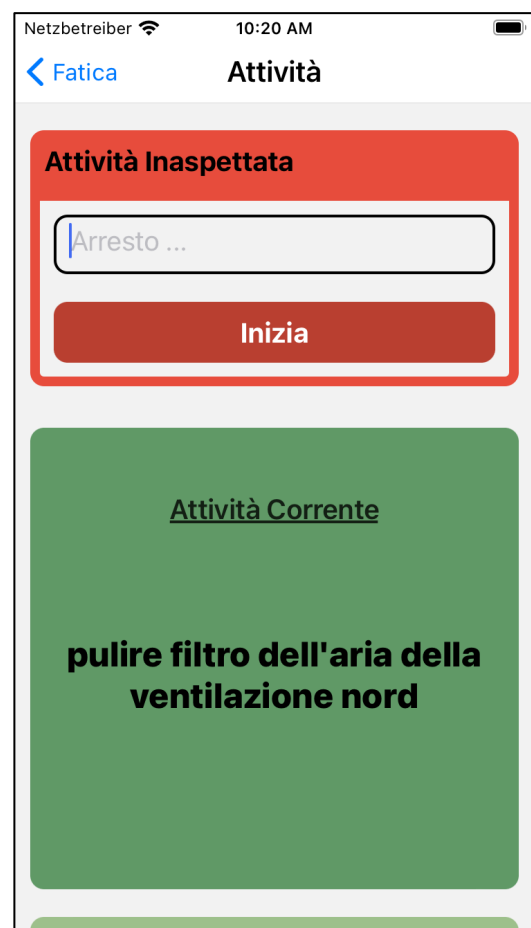 Netzbetreiber 10:20 AM
Fatica Attività
Attività Inaspettata
Arresto ...
Inizia
Attività Corrente
pulire filtro dell'aria della
ventilazione nord